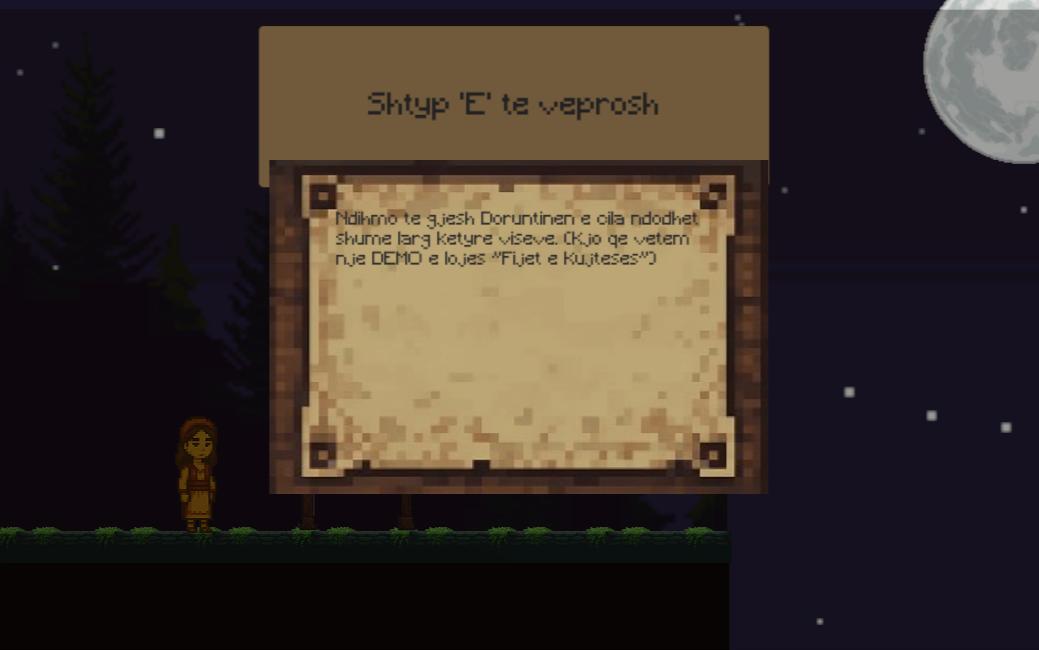 Shtyp 'E' te veprosh
Ndihmo te gjesh Doruntinen e cila ndodhet
shume larg ketyre viseve. (Kjo qe vetem
nje DEMO e lojes "Fijet e Kujteses")